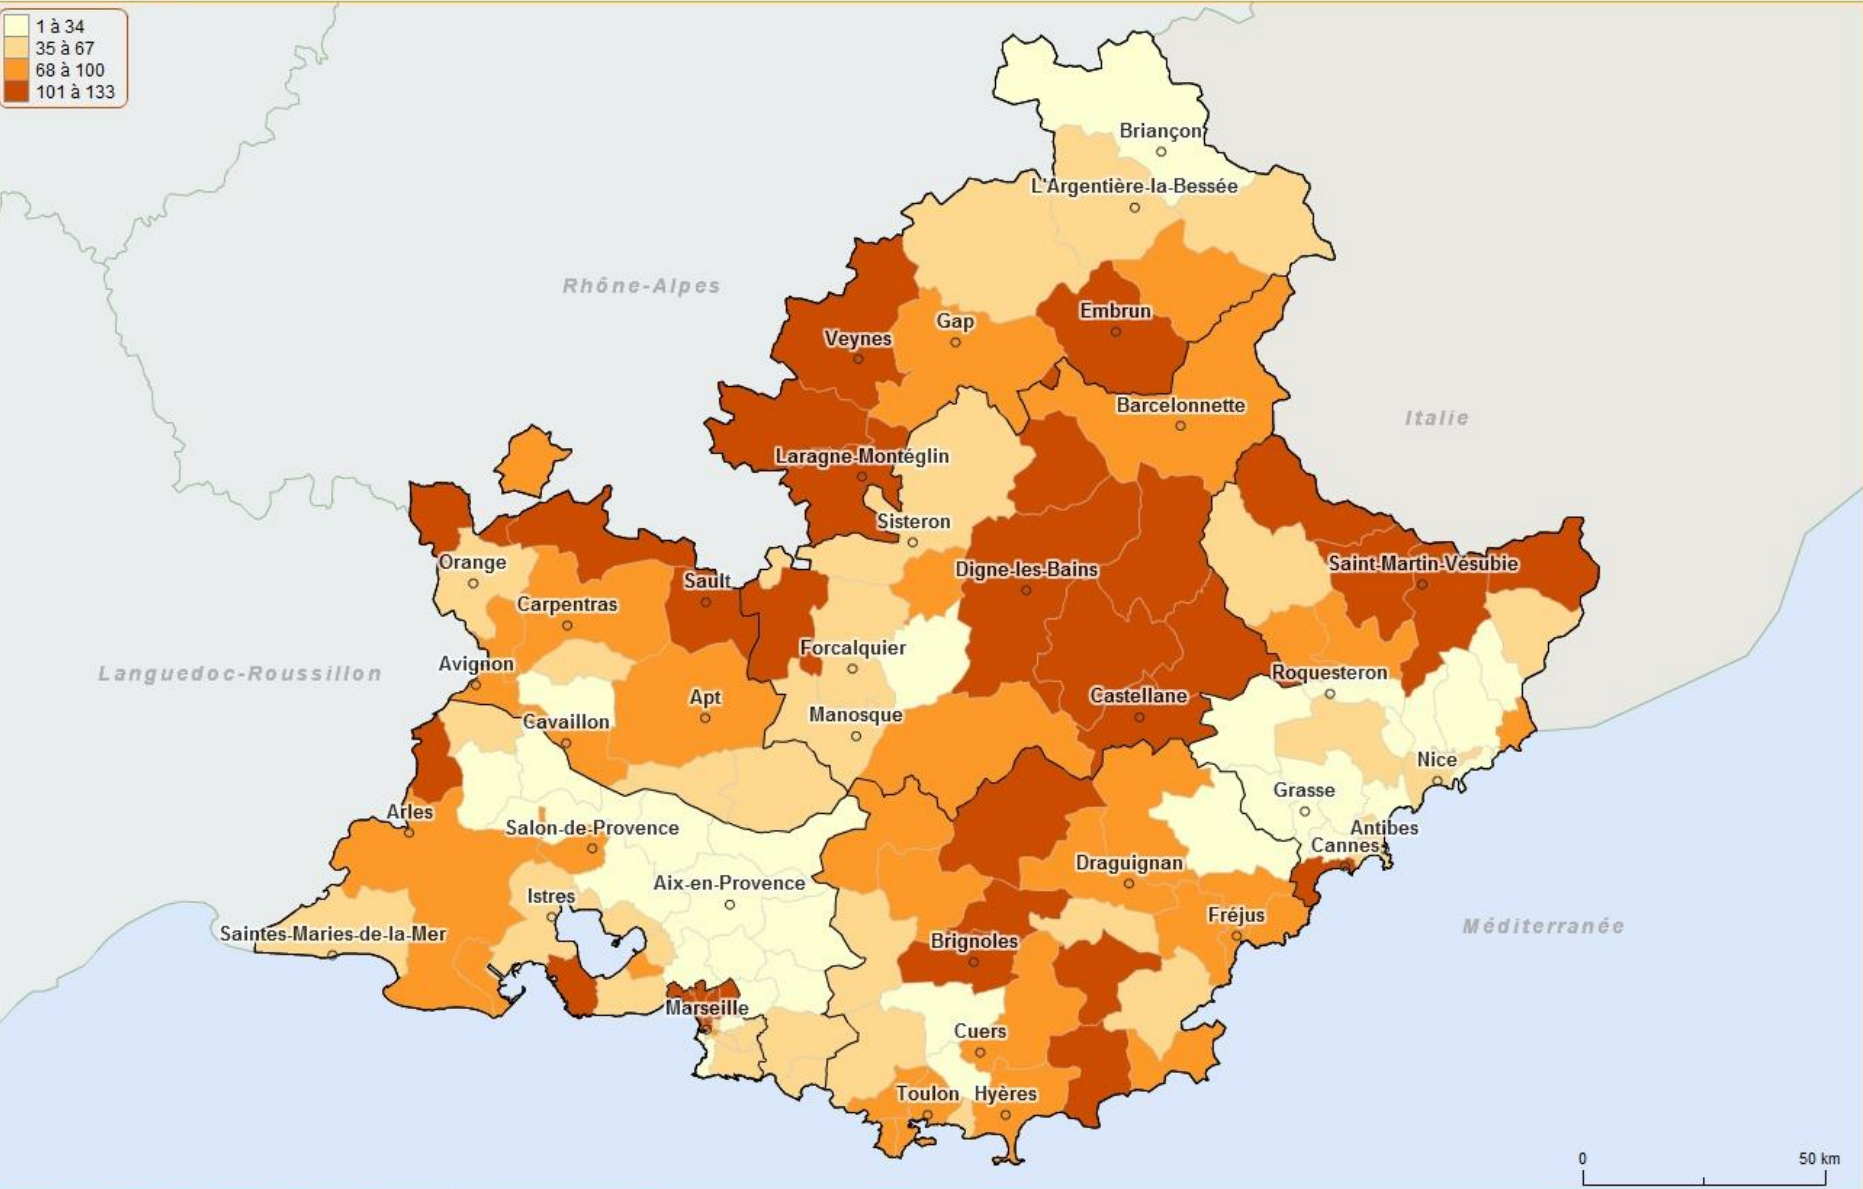 1 à 34
35 à 67
68 à 100
101 à 133
Briançon
L'Argentière-la-Bessée
Rhône-Alpes
Embrun
Gap
Veynes
Barcelonnette
Italie
Laragne-Montéglin
Sisteron
Orange
Saint-Martin-Vésubie
Digne-les-Bains
Sault
Carpentras
Forcalquier
Avignon
Languedoc-Roussillon
Roquesteron
Apt
Castellane
Manosque
Cavaillon
Nice
Grasse
Arles
Salon-de-Provence
Antibes
Cannes
Draguignan
Aix-en-Provence
Istres
Fréjus
Méditerranée
Saintes-Maries-de-la-Mer
Brignoles
Marseille
Cuers
Toulon
Hyères
0 50 km